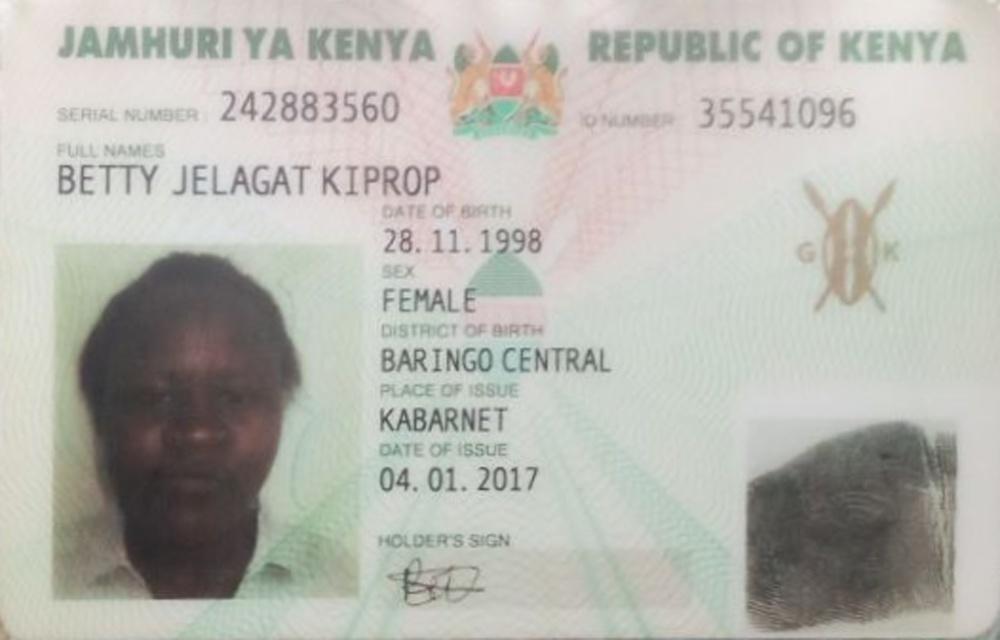 JAMHURI YA KENYA REPUBLIC OF KENYA
SERIAL NUMBER: 242883560 ID NUMBER: 35541096
FULL NAMES
BETTY JELAGAT KIPROP
DATE OF BIRTH
28. 11. 1998
G K
SEX
FEMALE
DISTRICT OF BIRTH
BARINGO CENTRAL
PLACE OF ISSUE
KABARNET
DATE OF ISSUE
04. 01. 2017
HOLDER'S SIGN